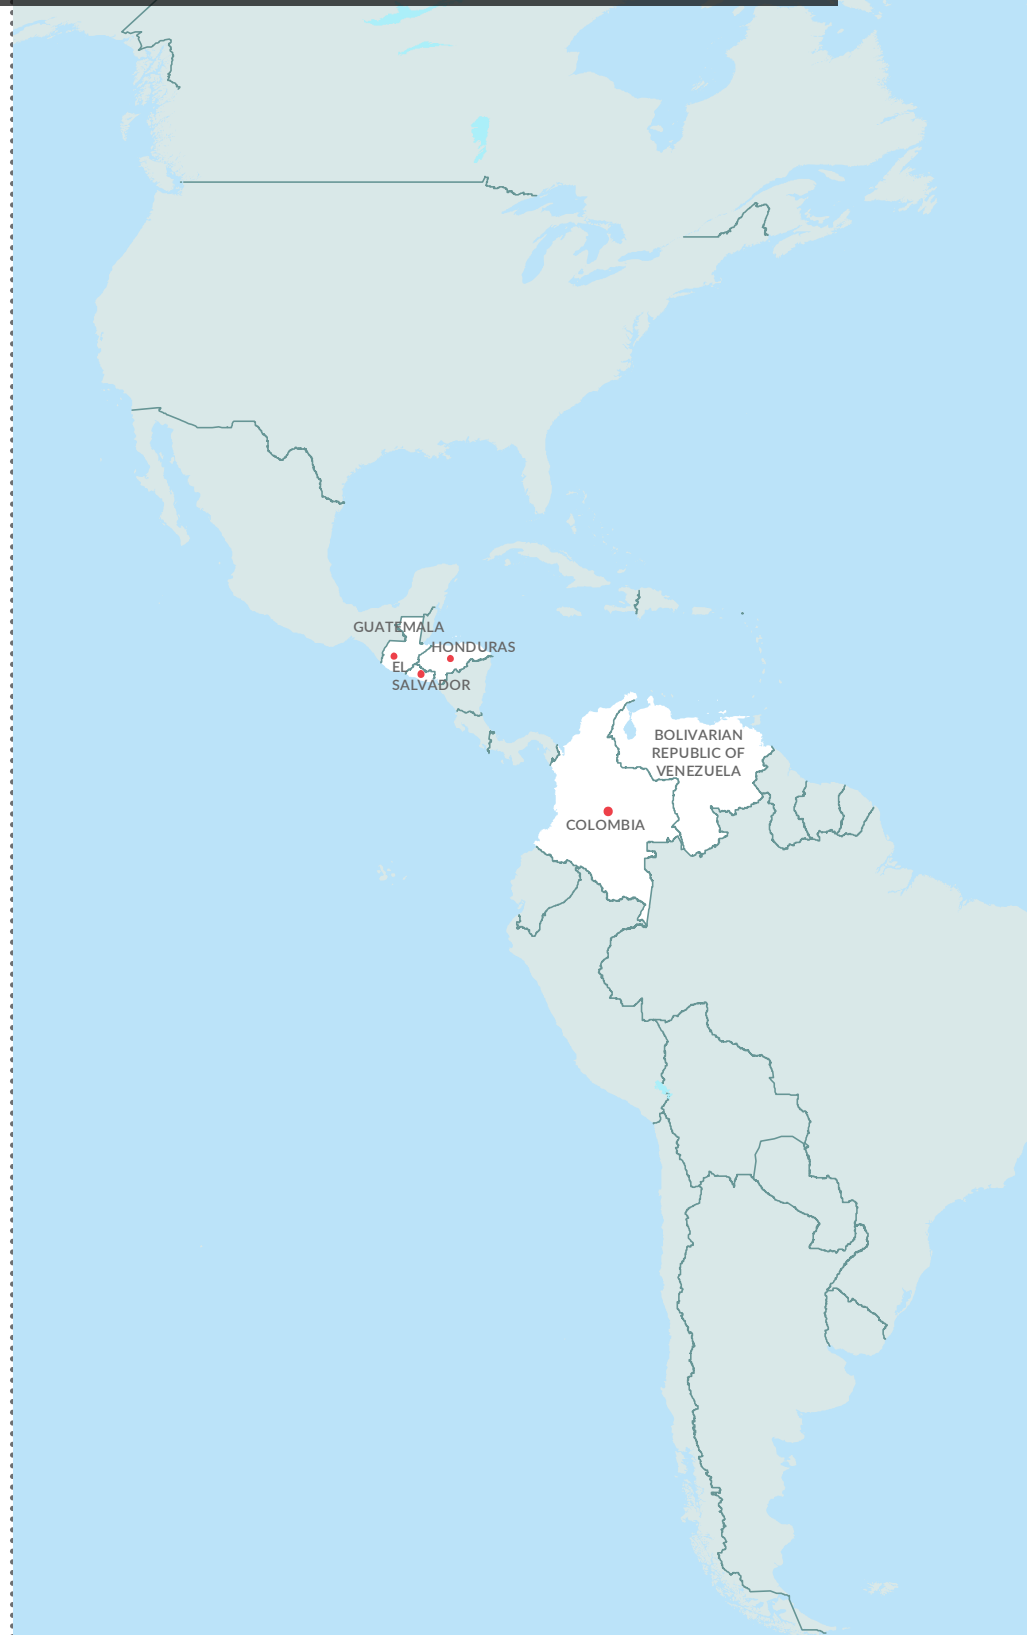 GUATEMALA
HONDURAS
EL
SALVADOR
BOLIVARIAN
REPUBLIC OF
VENEZUELA
COLOMBIA